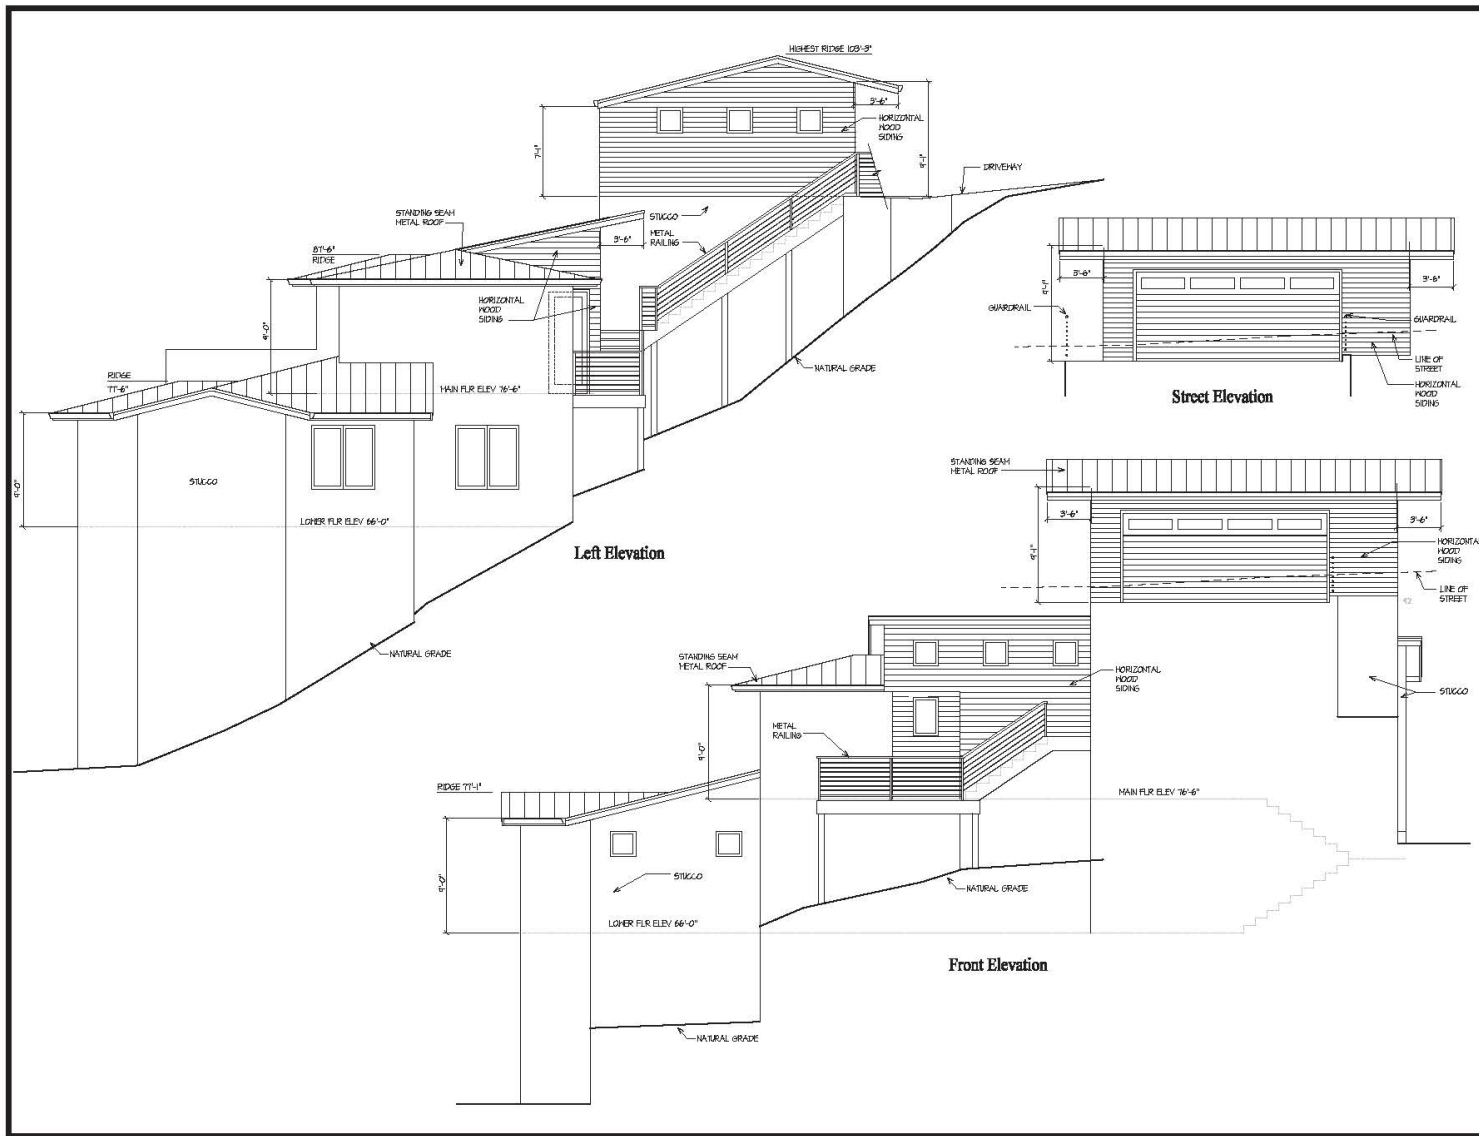 HIGHEST RIDGE 103'-3"
3'-6"
HORIZONTAL
WOOD
SIDING
7'-1"
9'-1"
DRIVEWAY
STANDING SEAM
METAL ROOF
STUCCO
METAL
RAILING
3'-6"
87'-6"
RIDGE
HORIZONTAL
WOOD
SIDING
9'-0"
NATURAL GRADE
RIDGE
77'-6"
MAIN FLR ELEV 76'-6"
STUCCO
9'-0"
LOWER FLR ELEV 66'-0"
Left Elevation
NATURAL GRADE
3'-6"
3'-6"
9'-1"
GUARDRAIL
GUARDRAIL
LINE OF
STREET
HORIZONTAL
WOOD
SIDING
Street Elevation
STANDING SEAM
METAL ROOF
3'-6"
3'-6"
9'-1"
HORIZONTAL
WOOD
SIDING
LINE OF
STREET
42
STANDING SEAM
METAL ROOF
HORIZONTAL
WOOD
SIDING
STUCCO
METAL
RAILING
9'-0"
RIDGE 77'-1"
MAIN FLR ELEV 76'-6"
9'-0"
STUCCO
NATURAL GRADE
LOWER FLR ELEV 66'-0"
Front Elevation
NATURAL GRADE